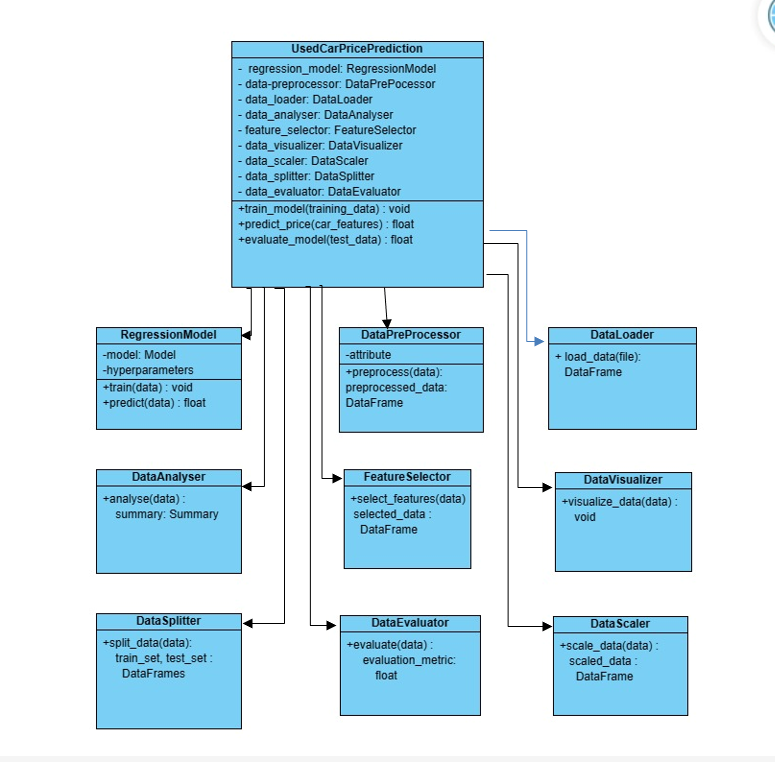 UsedCarPricePrediction
- regression_model: RegressionModel
- data-preprocessor: DataPrePocessor
- data_loader: DataLoader
- data_analyser: DataAnalyser
- feature_selector: FeatureSelector
- data_visualizer: DataVisualizer
- data_scaler: DataScaler
- data_splitter: DataSplitter
- data_evaluator: DataEvaluator
+train_model(training_data) : void
+predict_price(car_features) : float
+evaluate_model(test_data) : float
RegressionModel
-model: Model
-hyperparameters
+train(data) : void
+predict(data) : float
DataPreProcessor
-attribute
+preprocess(data):
preprocessed_data:
DataFrame
DataLoader
+ load_data(file):
DataFrame
DataAnalyser
+analyse(data) :
summary: Summary
FeatureSelector
+select_features(data)
selected_data :
DataFrame
DataVisualizer
+visualize_data(data) :
void
DataSplitter
+split_data(data):
train_set, test_set :
DataFrames
DataEvaluator
+evaluate(data) :
evaluation_metric:
float
DataScaler
+scale_data(data) :
scaled_data :
DataFrame